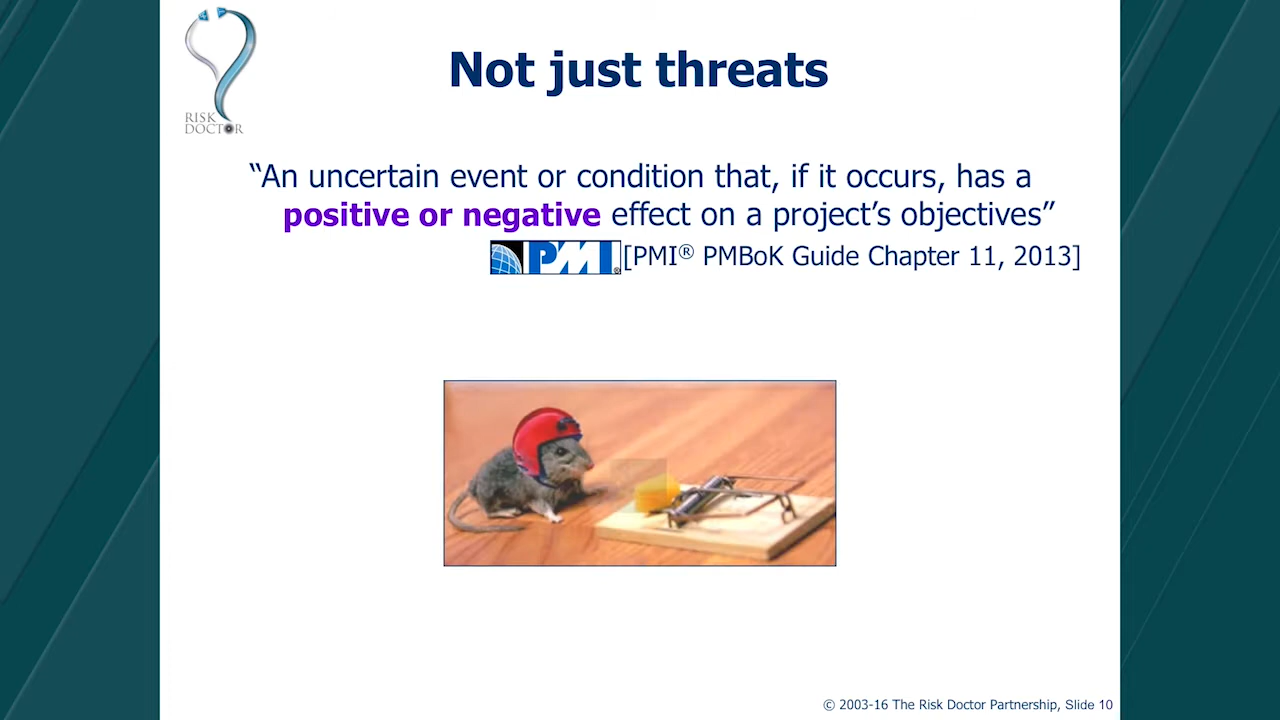 RISK
DOCTOR
Not just threats
“An uncertain event or condition that, if it occurs, has a
positive or negative effect on a project’s objectives”
PMI® [PMI® PMBoK Guide Chapter 11, 2013]
© 2003-16 The Risk Doctor Partnership, Slide 10